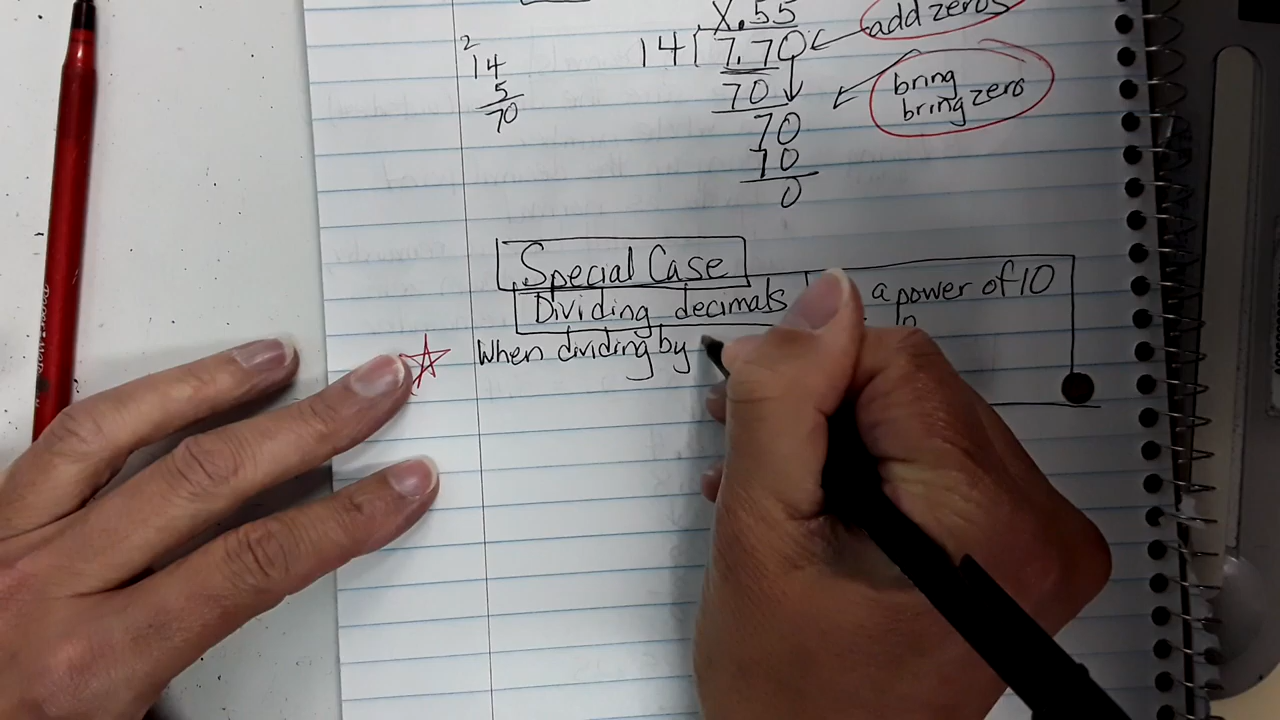 X.55
add zeros
14 7.70
2
14
5
70
70
bring
bring zero
70
70
0
Special Case
Dividing decimals a power of 10
When dividing by